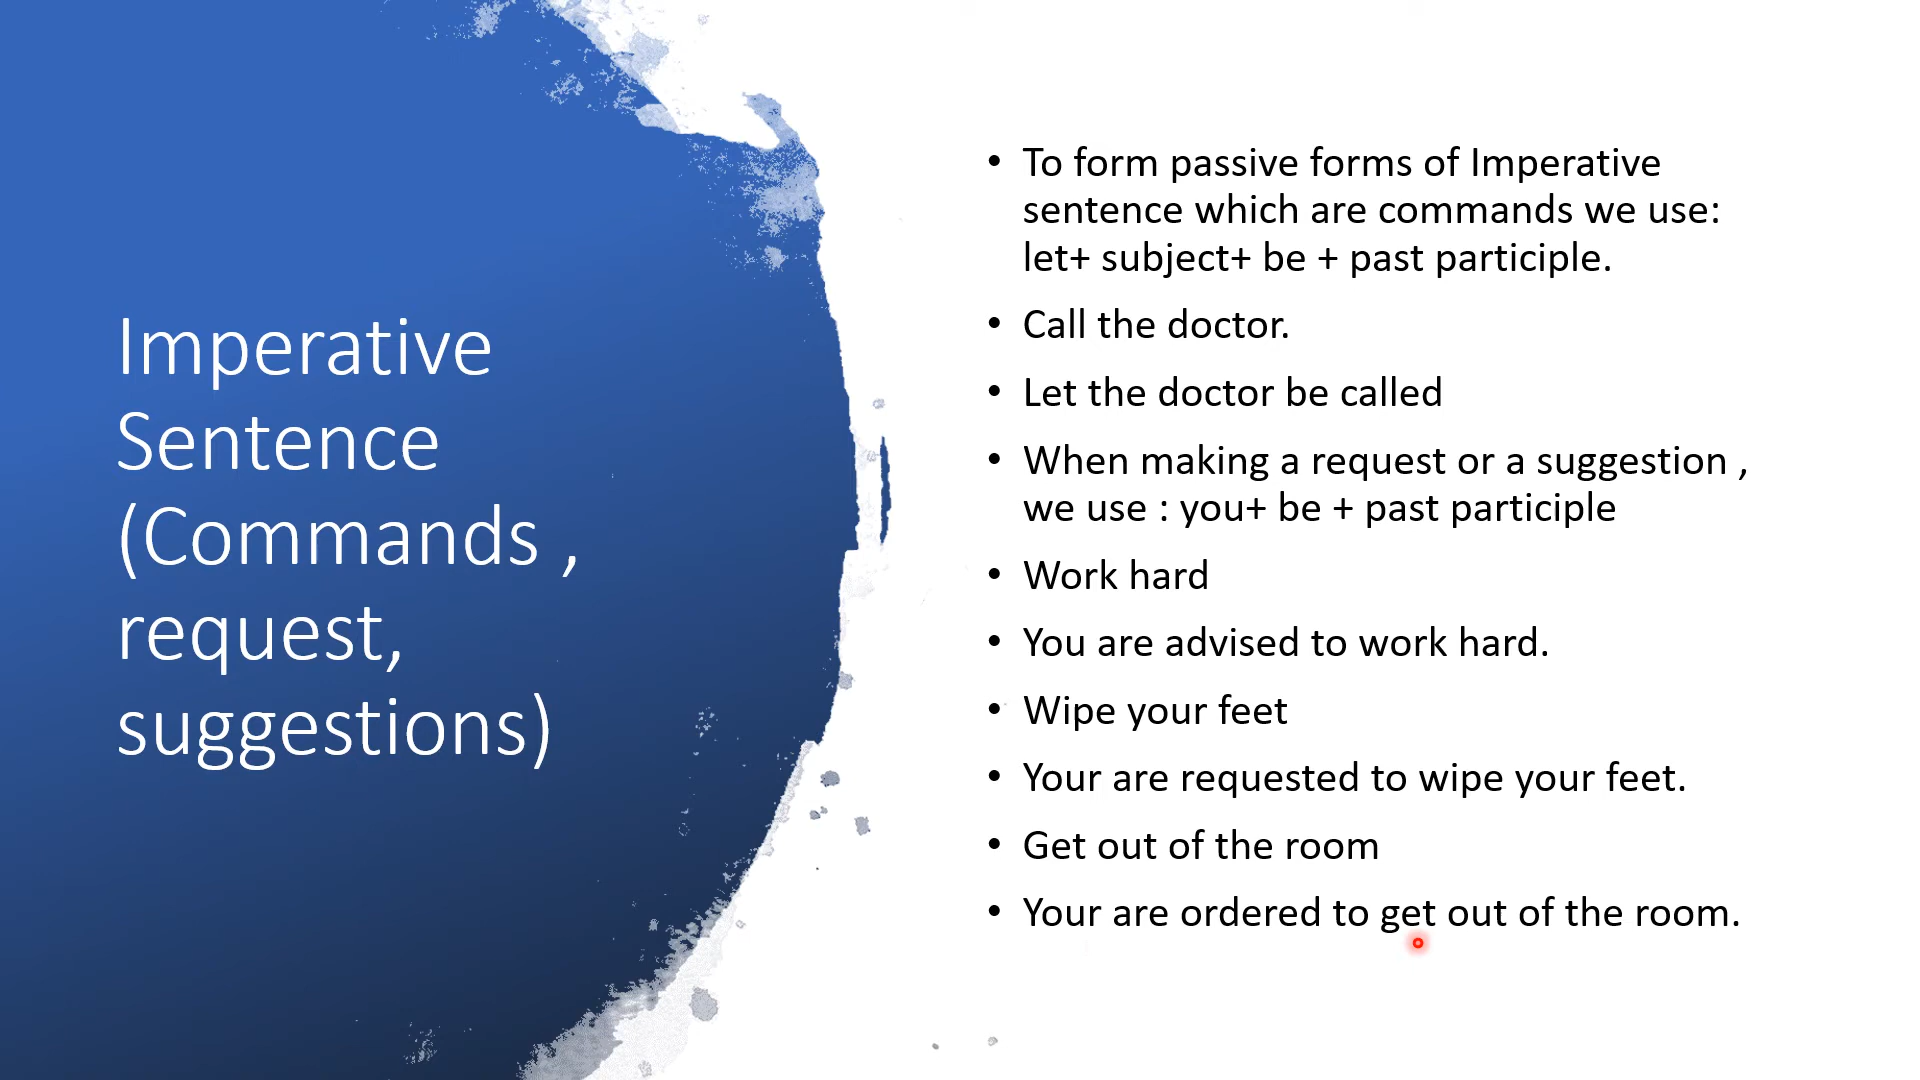 Imperative
Sentence
(Commands ,
request,
suggestions)
• To form passive forms of Imperative
sentence which are commands we use:
let+ subject+ be + past participle.
• Call the doctor.
• Let the doctor be called
• When making a request or a suggestion ,
we use : you+ be + past participle
• Work hard
• You are advised to work hard.
• Wipe your feet
• Your are requested to wipe your feet.
• Get out of the room
• Your are ordered to get out of the room.